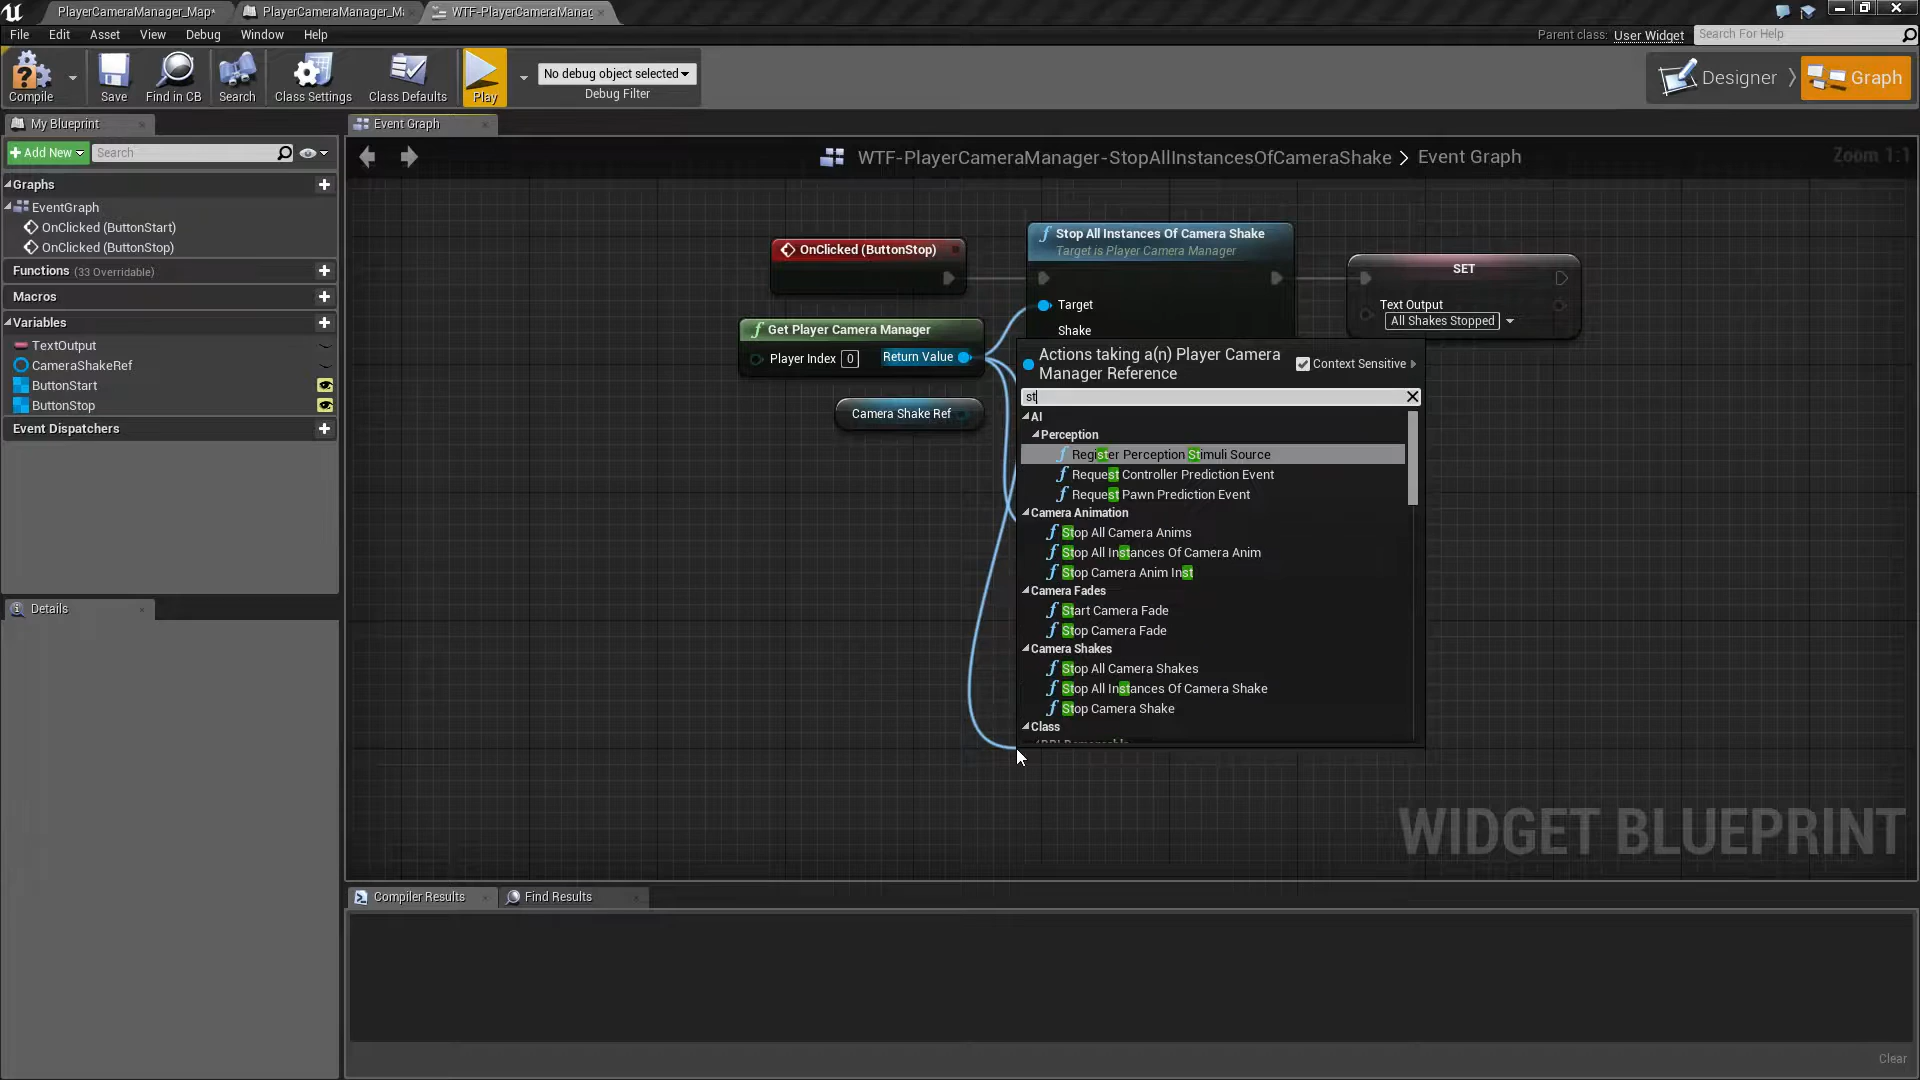 PlayerCameraManager_Map*
PlayerCameraManager_Ma
WTF-PlayerCameraManag
File Edit Asset View Debug Window Help
Parent class: User Widget
Search For Help
Compile
Save
Find in CB
Search
Class Settings
Class Defaults
Play
No debug object selected
Debug Filter
Designer
Graph
My Blueprint
Event Graph
Add New
Search
Graphs
EventGraph
OnClicked (ButtonStart)
OnClicked (ButtonStop)
Functions (33 Overridable)
Macros
Variables
TextOutput
CameraShakeRef
ButtonStart
ButtonStop
Event Dispatchers
Details
WTF-PlayerCameraManager-StopAllInstancesOfCameraShake > Event Graph
Zoom 1:1
OnClicked (ButtonStop)
Stop All Instances Of Camera Shake
Target is Player Camera Manager
Target
Shake
SET
Text Output
All Shakes Stopped
Get Player Camera Manager
Player Index 0
Return Value
Camera Shake Ref
Actions taking a(n) Player Camera
Manager Reference
Context Sensitive
st
AI
Perception
Register Perception Stimuli Source
Request Controller Prediction Event
Request Pawn Prediction Event
Camera Animation
Stop All Camera Anims
Stop All Instances Of Camera Anim
Stop Camera Anim Inst
Camera Fades
Start Camera Fade
Stop Camera Fade
Camera Shakes
Stop All Camera Shakes
Stop All Instances Of Camera Shake
Stop Camera Shake
Class
WIDGET BLUEPRINT
Compiler Results
Find Results
Clear